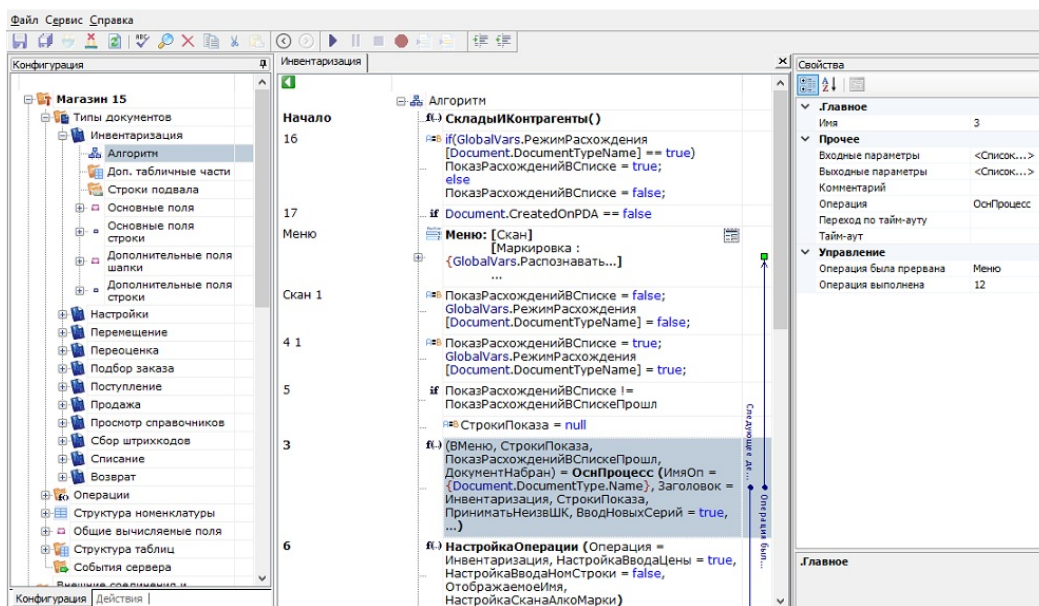 Файл Сервис Справка
Конфигурация
Магазин 15
Типы документов
Инвентаризация
Алгоритм
Доп. табличные части
Строки подвала
Основные поля
Основные поля
строки
Дополнительные поля
шапки
Дополнительные поля
строки
Настройки
Перемещение
Переоценка
Подбор заказа
Поступление
Продажа
Просмотр справочников
Сбор штрихкодов
Списание
Возврат
Операции
Структура номенклатуры
Общие вычисляемые поля
Структура таблиц
События сервера
Внешние соединения и
Конфигурация Действия
Инвентаризация
Алгоритм
Начало f(..) СкладыИКонтрагенты()
16 A=B if(GlobalVars.РежимРасхождения
[Document.DocumentTypeName] == true)
ПоказРасхожденийВСписке = true;
else
ПоказРасхожденийВСписке = false;
17 if Document.CreatedOnPDA == false
Меню Меню: [Скан]
[Маркировка :
{GlobalVars.Распознавать...]
...
Скан 1 A=B ПоказРасхожденийВСписке = false;
GlobalVars.РежимРасхождения
[Document.DocumentTypeName] = false;
4 1 A=B ПоказРасхожденийВСписке = true;
GlobalVars.РежимРасхождения
[Document.DocumentTypeName] = true;
5 if ПоказРасхожденийВСписке !=
ПоказРасхожденийВСпискеПрошл
A=B СтрокиПоказа = null
3 f(..) (ВМеню, СтрокиПоказа,
ПоказРасхожденийВСпискеПрошл,
ДокументНабран) = ОснПроцесс (ИмяОп =
{Document.DocumentType.Name}, Заголовок =
Инвентаризация, СтрокиПоказа,
ПриниматьНеизвШК, ВводНовыхСерий = true,
...)
6 f(..) НастройкаОперации (Операция =
Инвентаризация, НастройкаВводаЦены = true,
НастройкаВводаНомСтроки = false,
ОтображаемоеИмя,
НастройкаСканаАлкоМарки)
Следующее де...
Операция был...
Свойства
.Главное
Имя 3
Прочее
Входные параметры <Список...>
Выходные параметры <Список...>
Комментарий
Операция ОснПроцесс
Переход по тайм-ауту
Тайм-аут
Управление
Операция была прервана Меню
Операция выполнена 12
.Главное